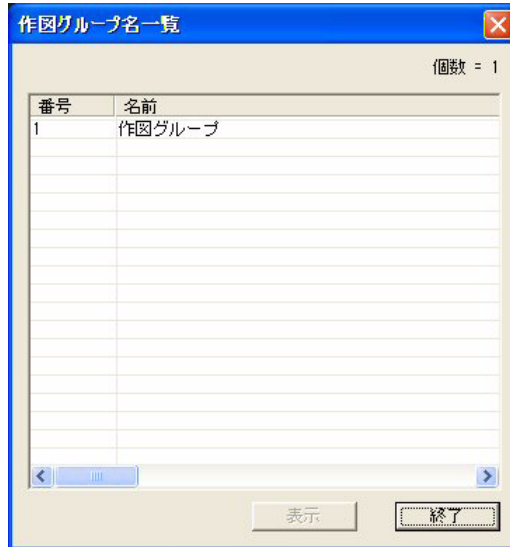 作図グループ名一覧
個数 = 1
番号 名前
1 作図グループ
表示 終了